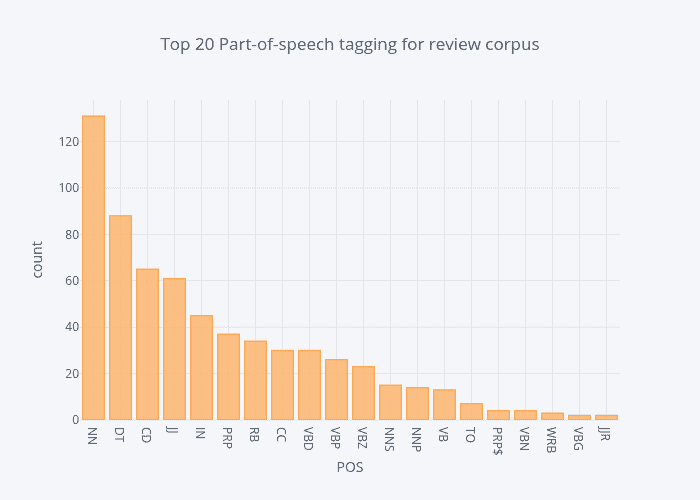 Top 20 Part-of-speech tagging for review corpus
120
100
80
60
40
20
0
count
NN
DT
CD
JJ
IN
PRP
RB
CC
VBD
VBP
VBZ
NNS
NNP
VB
TO
PRP$
VBN
WRB
VBG
JJR
POS